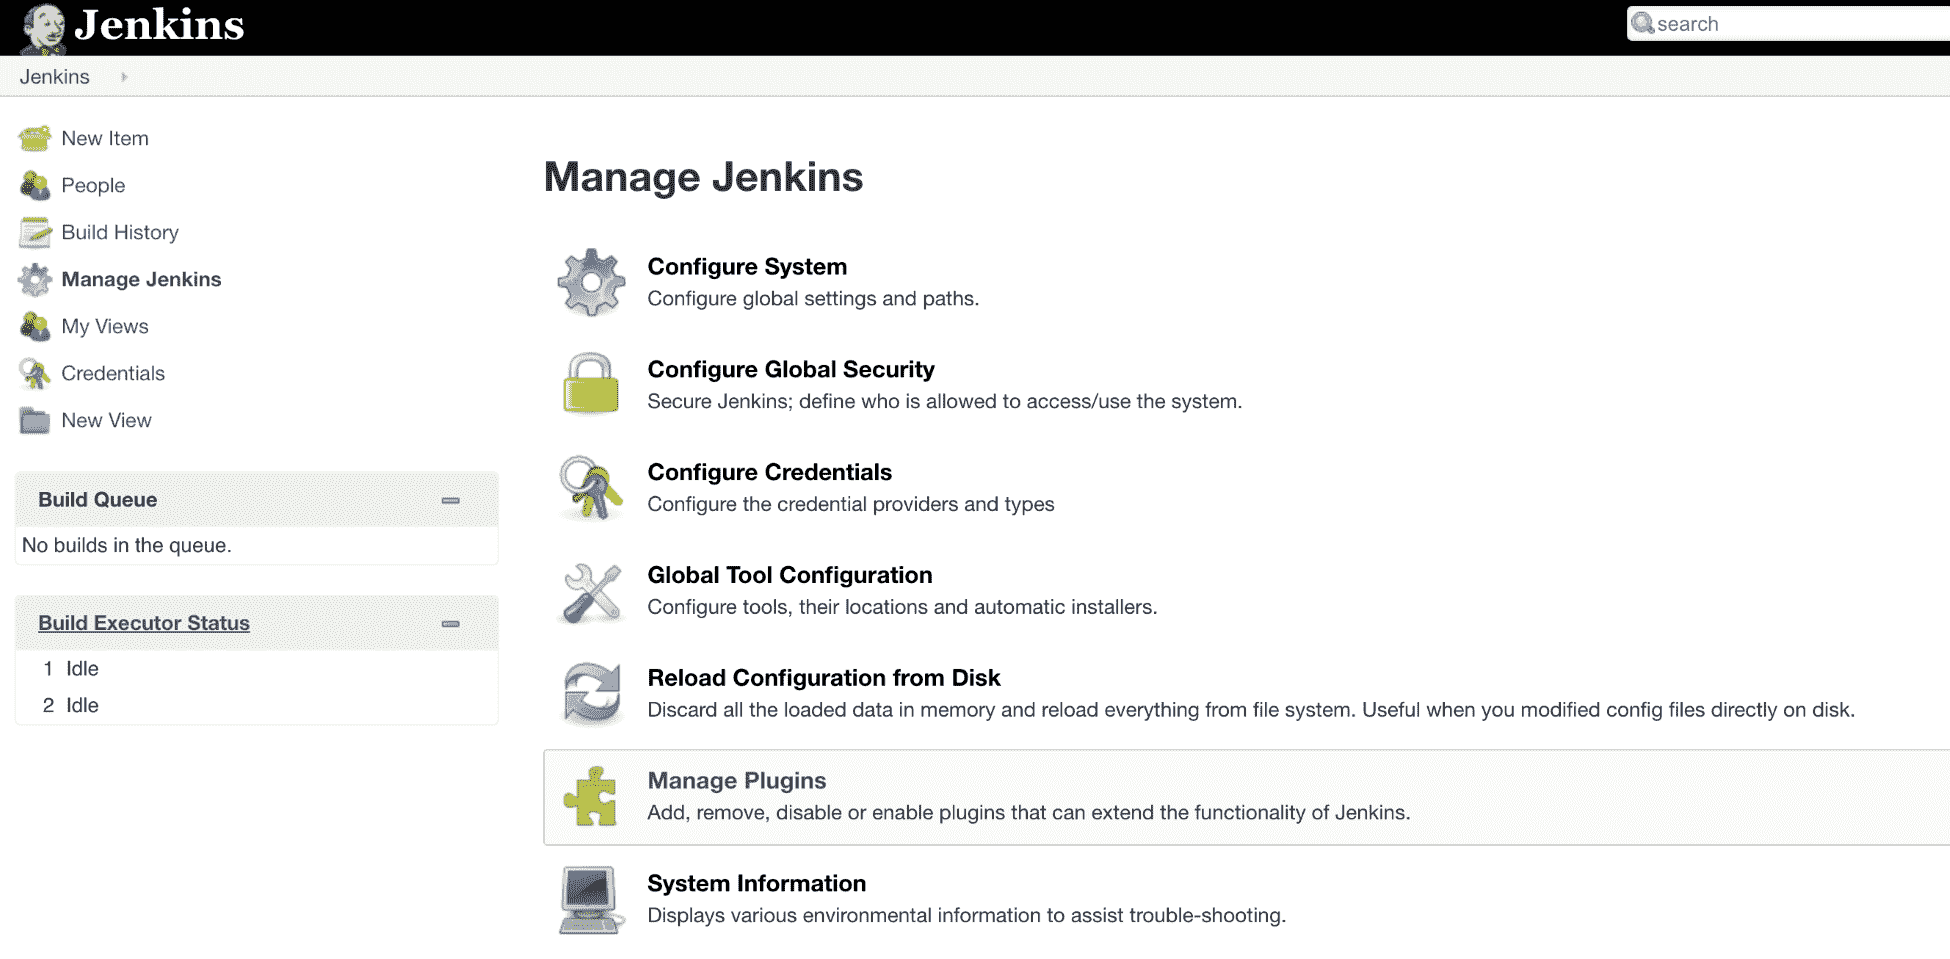 Jenkins
search
Jenkins
New Item
People
Build History
Manage Jenkins
My Views
Credentials
New View
Build Queue
No builds in the queue.
Build Executor Status
1 Idle
2 Idle
Manage Jenkins
Configure System
Configure global settings and paths.
Configure Global Security
Secure Jenkins; define who is allowed to access/use the system.
Configure Credentials
Configure the credential providers and types
Global Tool Configuration
Configure tools, their locations and automatic installers.
Reload Configuration from Disk
Discard all the loaded data in memory and reload everything from file system. Useful when you modified config files directly on disk.
Manage Plugins
Add, remove, disable or enable plugins that can extend the functionality of Jenkins.
System Information
Displays various environmental information to assist trouble-shooting.